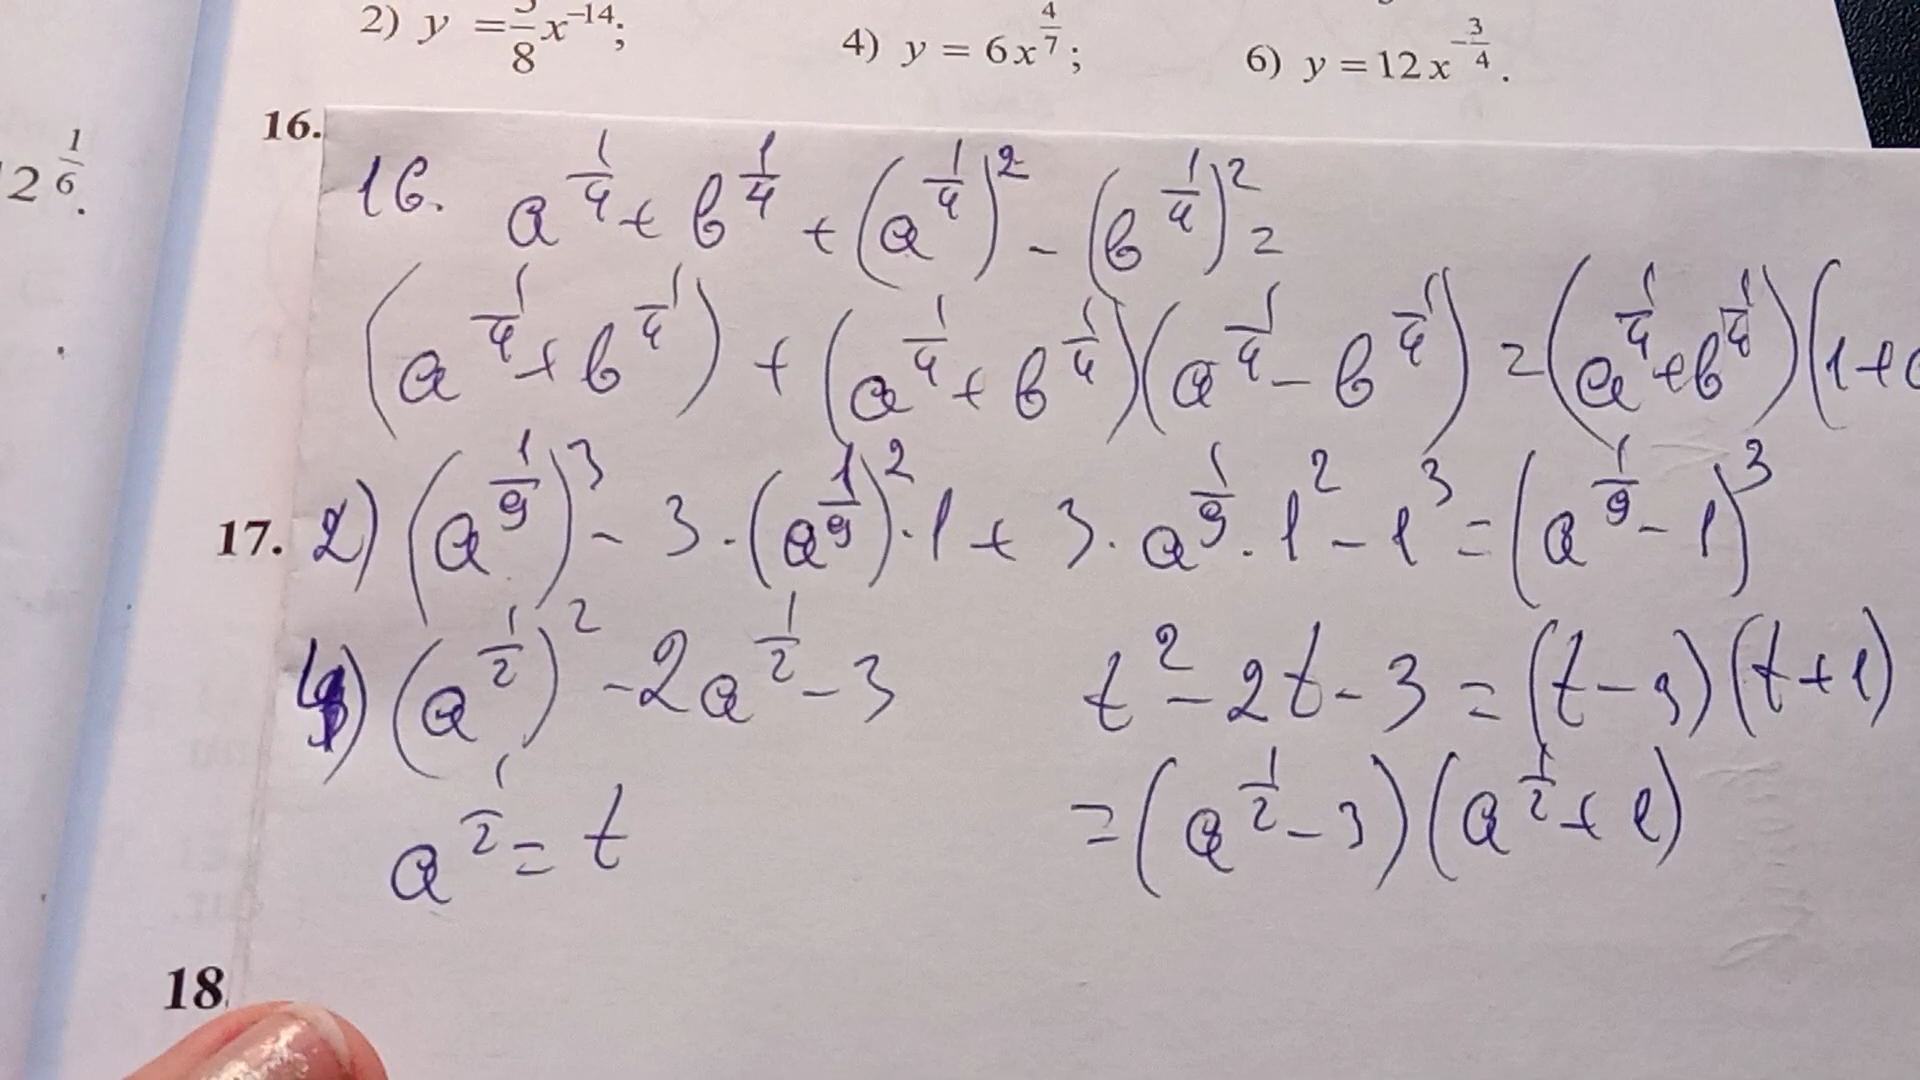 2) y = 5/8 x^{-14};
4) y = 6x^{4/7};
6) y = 12x^{-3/4}.
2^{1/6}.
16.
16. a^{1/4} + b^{1/4} + (a^{1/4})^2 - (b^{1/4})^2 =
(a^{1/4} + b^{1/4}) + (a^{1/4} + b^{1/4})(a^{1/4} - b^{1/4}) = (a^{1/4} + b^{1/4})(1 +
17. 2) (a^{1/9})^3 - 3 · (a^{1/9})^2 · 1 + 3 · a^{1/9} · 1^2 - 1^3 = (a^{1/9} - 1)^3
4) (a^{1/2})^2 - 2a^{1/2} - 3
t^2 - 2t - 3 = (t - 3)(t + 1)
a^{1/2} = t
= (a^{1/2} - 3)(a^{1/2} + 1)
18